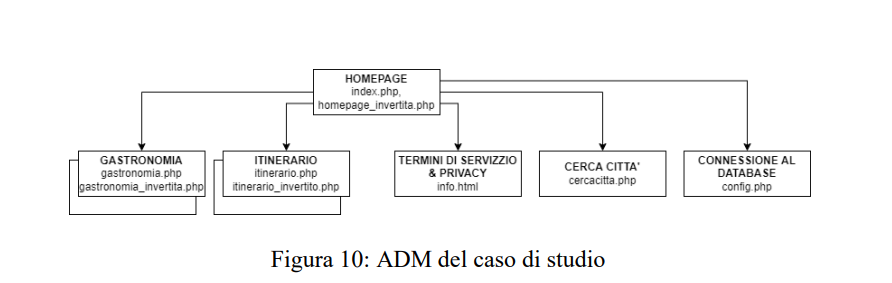 HOMEPAGE
index.php,
homepage_invertita.php
GASTRONOMIA
gastronomia.php
gastronomia_invertita.php
ITINERARIO
itinerario.php
itinerario_invertito.php
TERMINI DI SERVIZZIO
& PRIVACY
info.html
CERCA CITTA'
cercacitta.php
CONNESSIONE AL
DATABASE
config.php
Figura 10: ADM del caso di studio